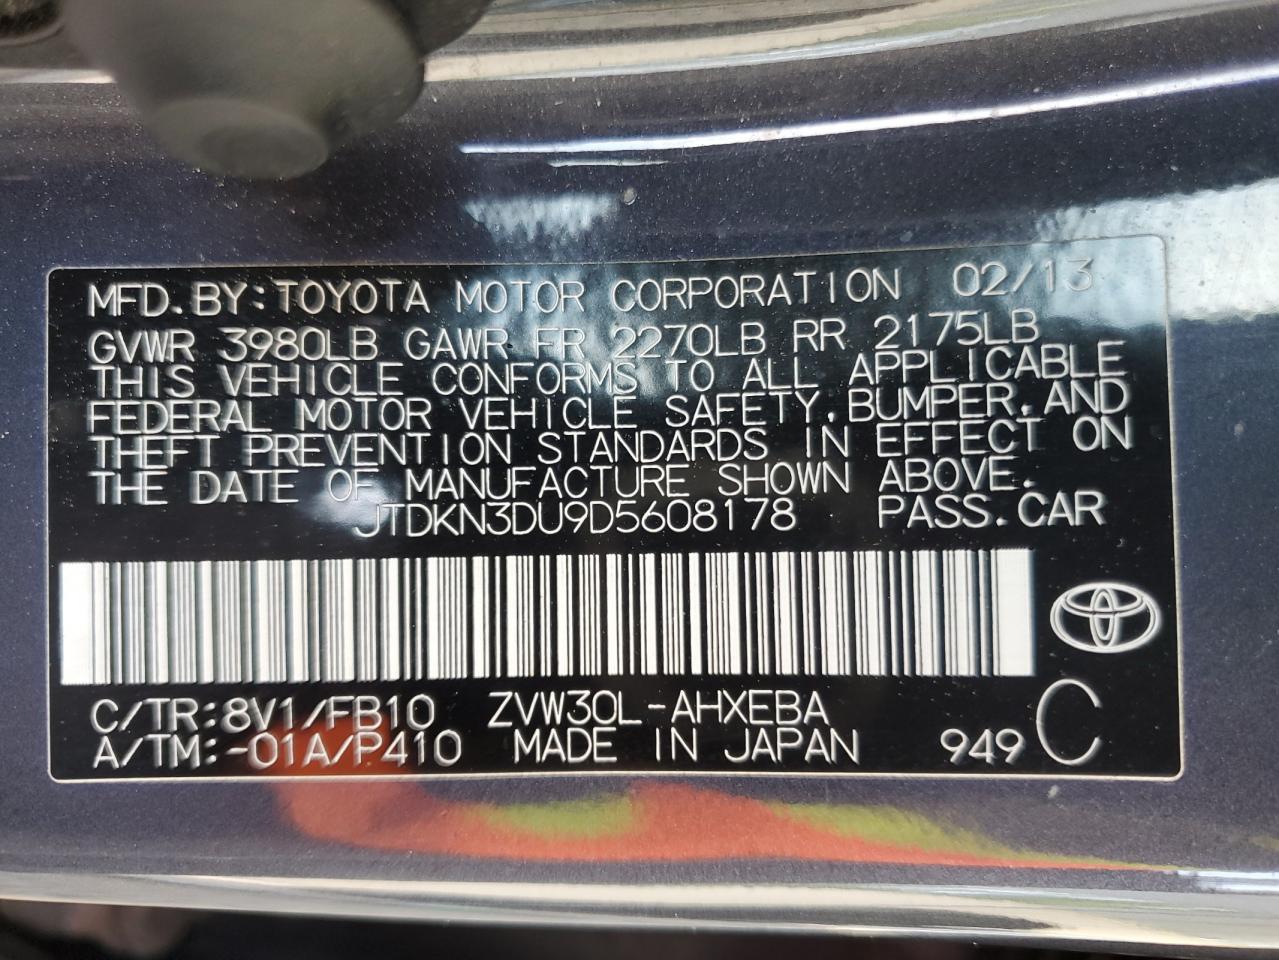 MFD.BY:TOYOTA MOTOR CORPORATION 02/13
GVWR 3980LB GAWR FR 2270LB RR 2175LB
THIS VEHICLE CONFORMS TO ALL APPLICABLE
FEDERAL MOTOR VEHICLE SAFETY,BUMPER,AND
THEFT PREVENTION STANDARDS IN EFFECT ON
THE DATE OF MANUFACTURE SHOWN ABOVE.
JTDKN3DU9D5608178 PASS.CAR
C/TR:8V1/FB10 ZVW30L-AHXEBA
A/TM:-01A/P410 MADE IN JAPAN 949 C